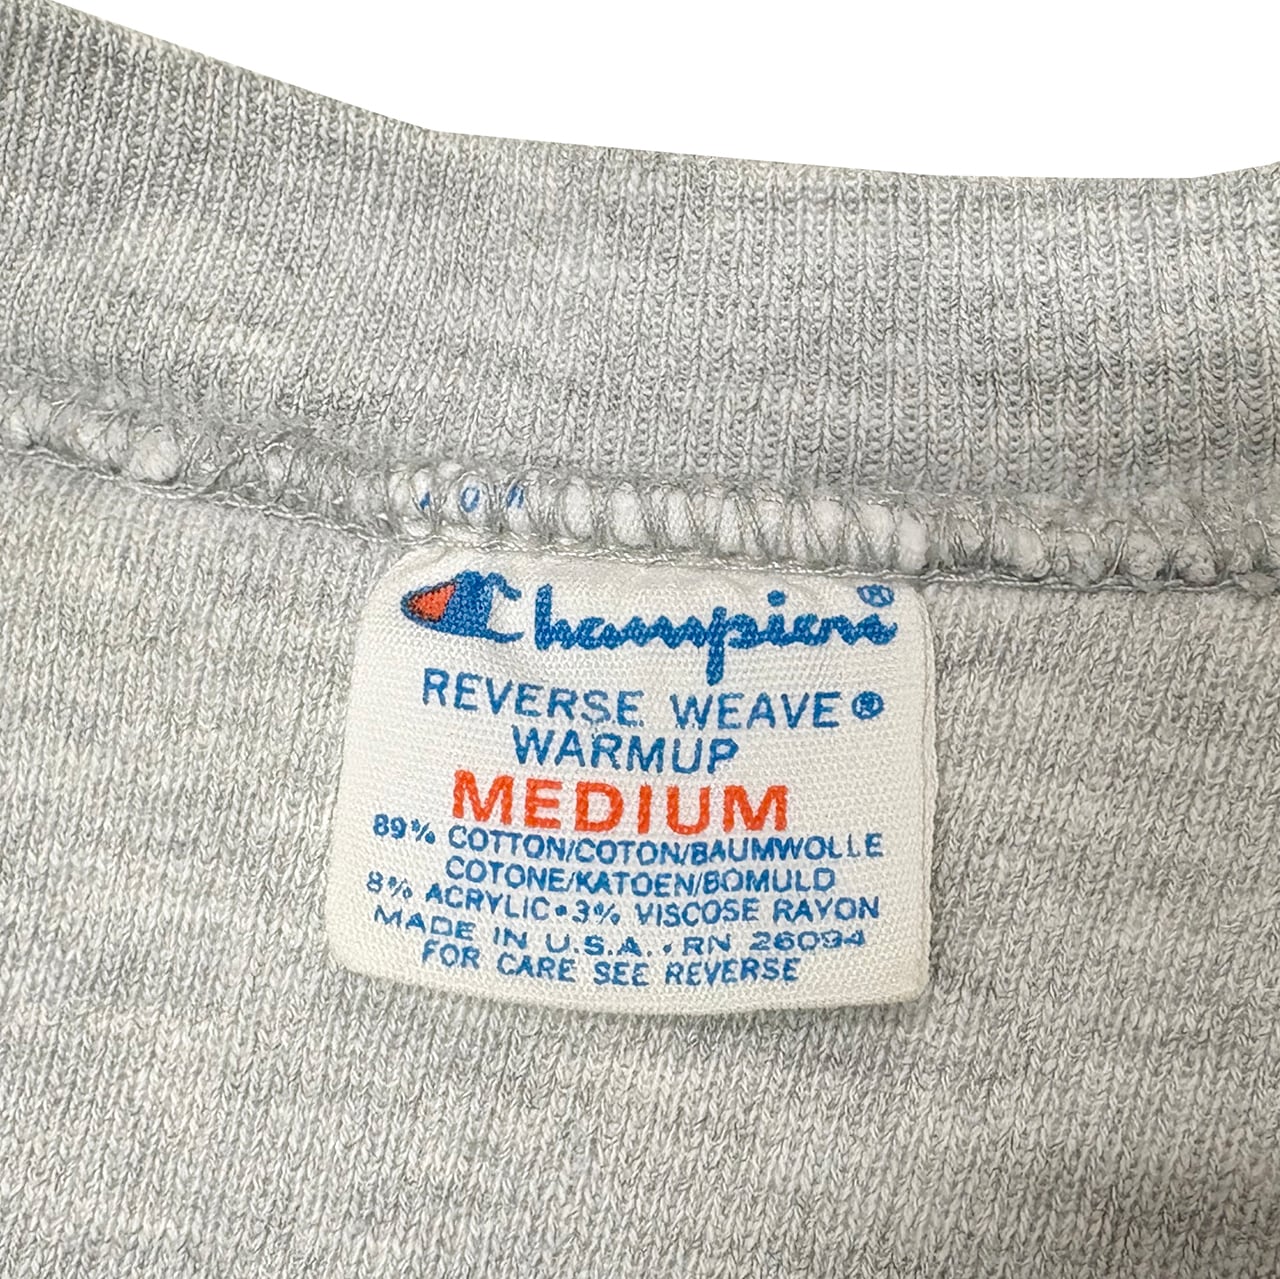 Champion®
REVERSE WEAVE®
WARMUP
MEDIUM
89% COTTON/COTON/BAUMWOLLE
COTONE/KATOEN/BOMULD
8% ACRYLIC•3% VISCOSE RAYON
MADE IN U.S.A.•RN 26094
FOR CARE SEE REVERSE